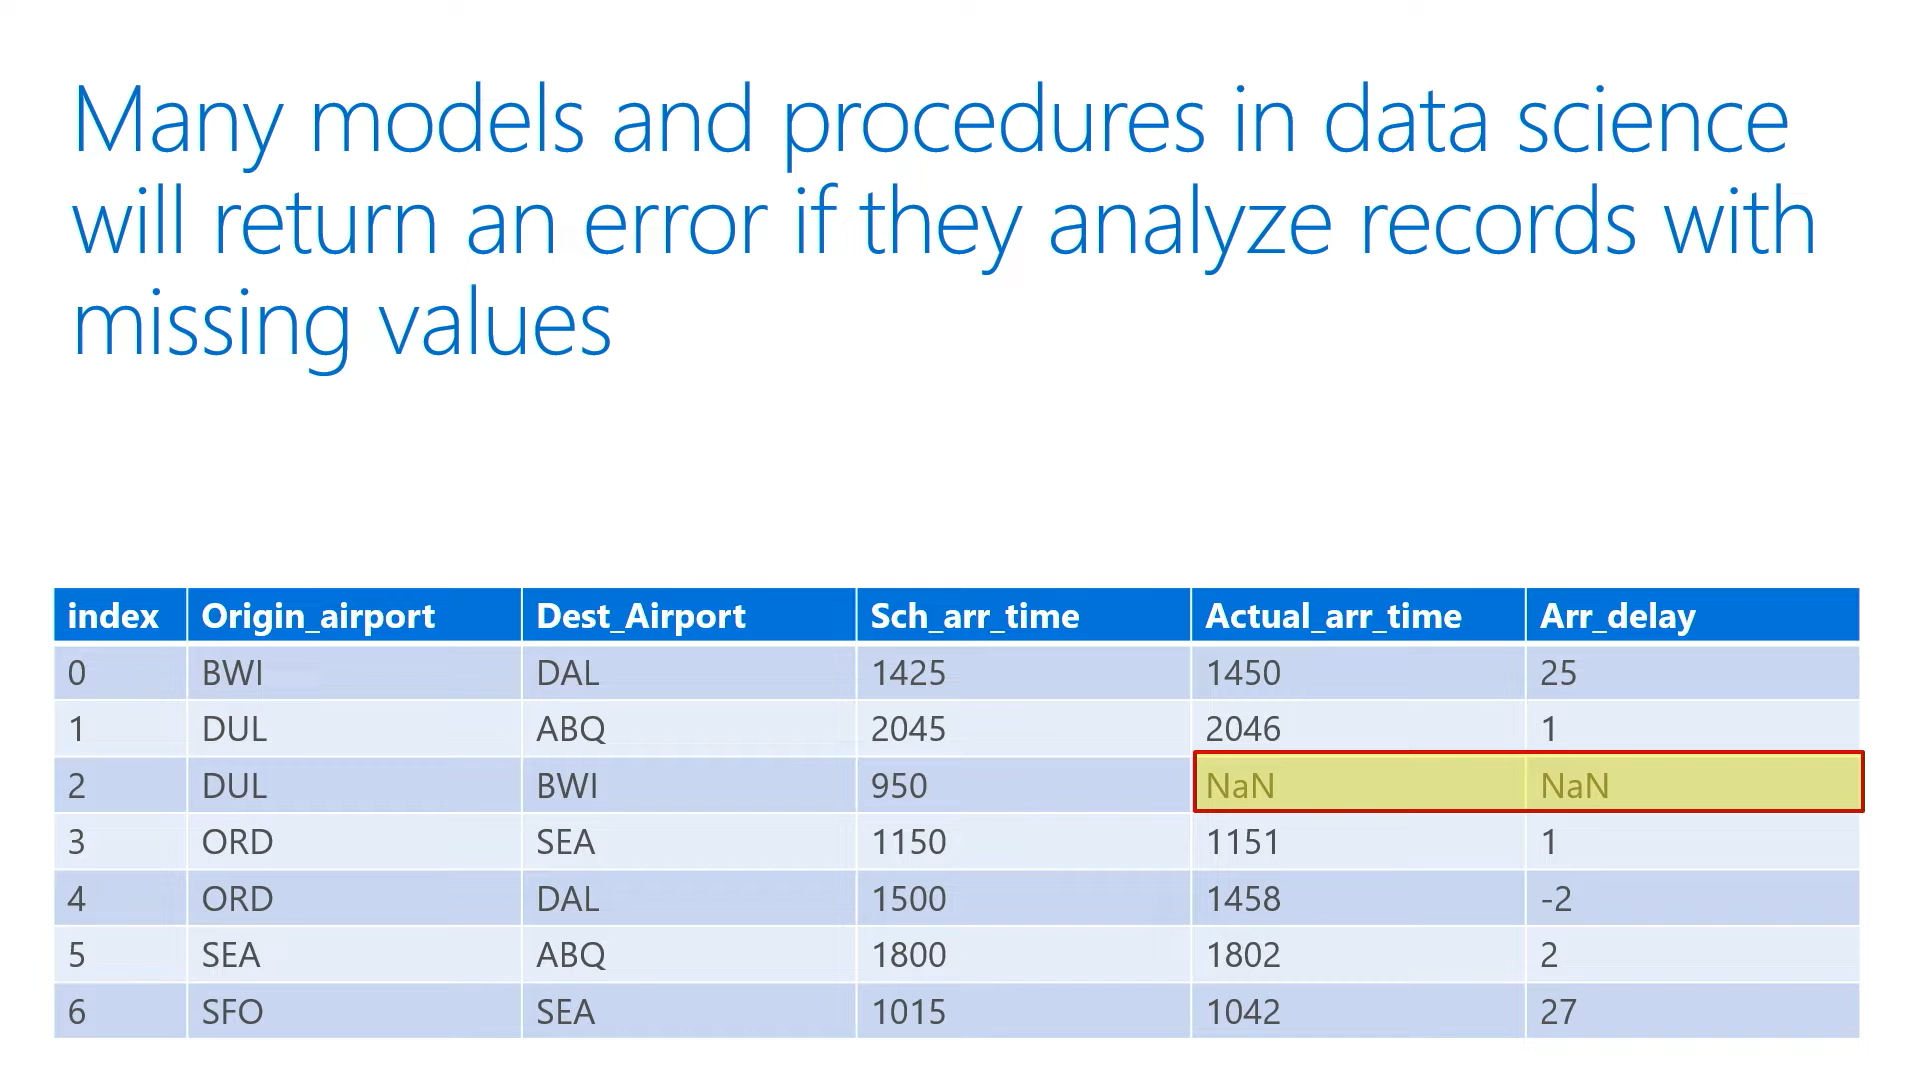 Many models and procedures in data science
will return an error if they analyze records with
missing values
index Origin_airport Dest_Airport Sch_arr_time Actual_arr_time Arr_delay
0 BWI DAL 1425 1450 25
1 DUL ABQ 2045 2046 1
2 DUL BWI 950 NaN NaN
3 ORD SEA 1150 1151 1
4 ORD DAL 1500 1458 -2
5 SEA ABQ 1800 1802 2
6 SFO SEA 1015 1042 27